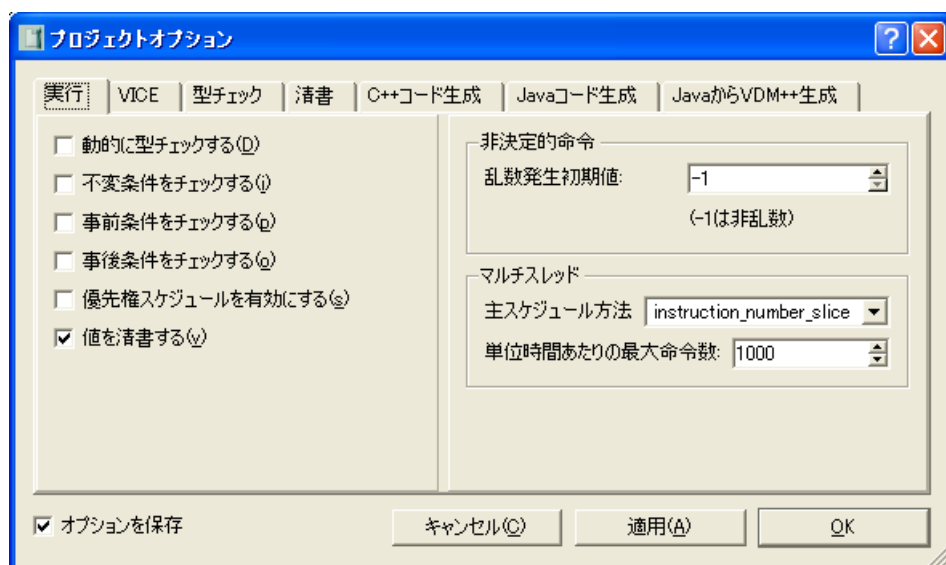 プロジェクトオプション
実行
VICE
型チェック
清書
C++コード生成
Javaコード生成
JavaからVDM++生成
動的に型チェックする(D)
不変条件をチェックする(i)
事前条件をチェックする(p)
事後条件をチェックする(o)
優先権スケジュールを有効にする(s)
値を清書する(v)
非決定的命令
乱数発生初期値: -1
(-1は非乱数)
マルチスレッド
主スケジュール方法 instruction_number_slice
単位時間あたりの最大命令数: 1000
オプションを保存
キャンセル(C)
適用(A)
OK